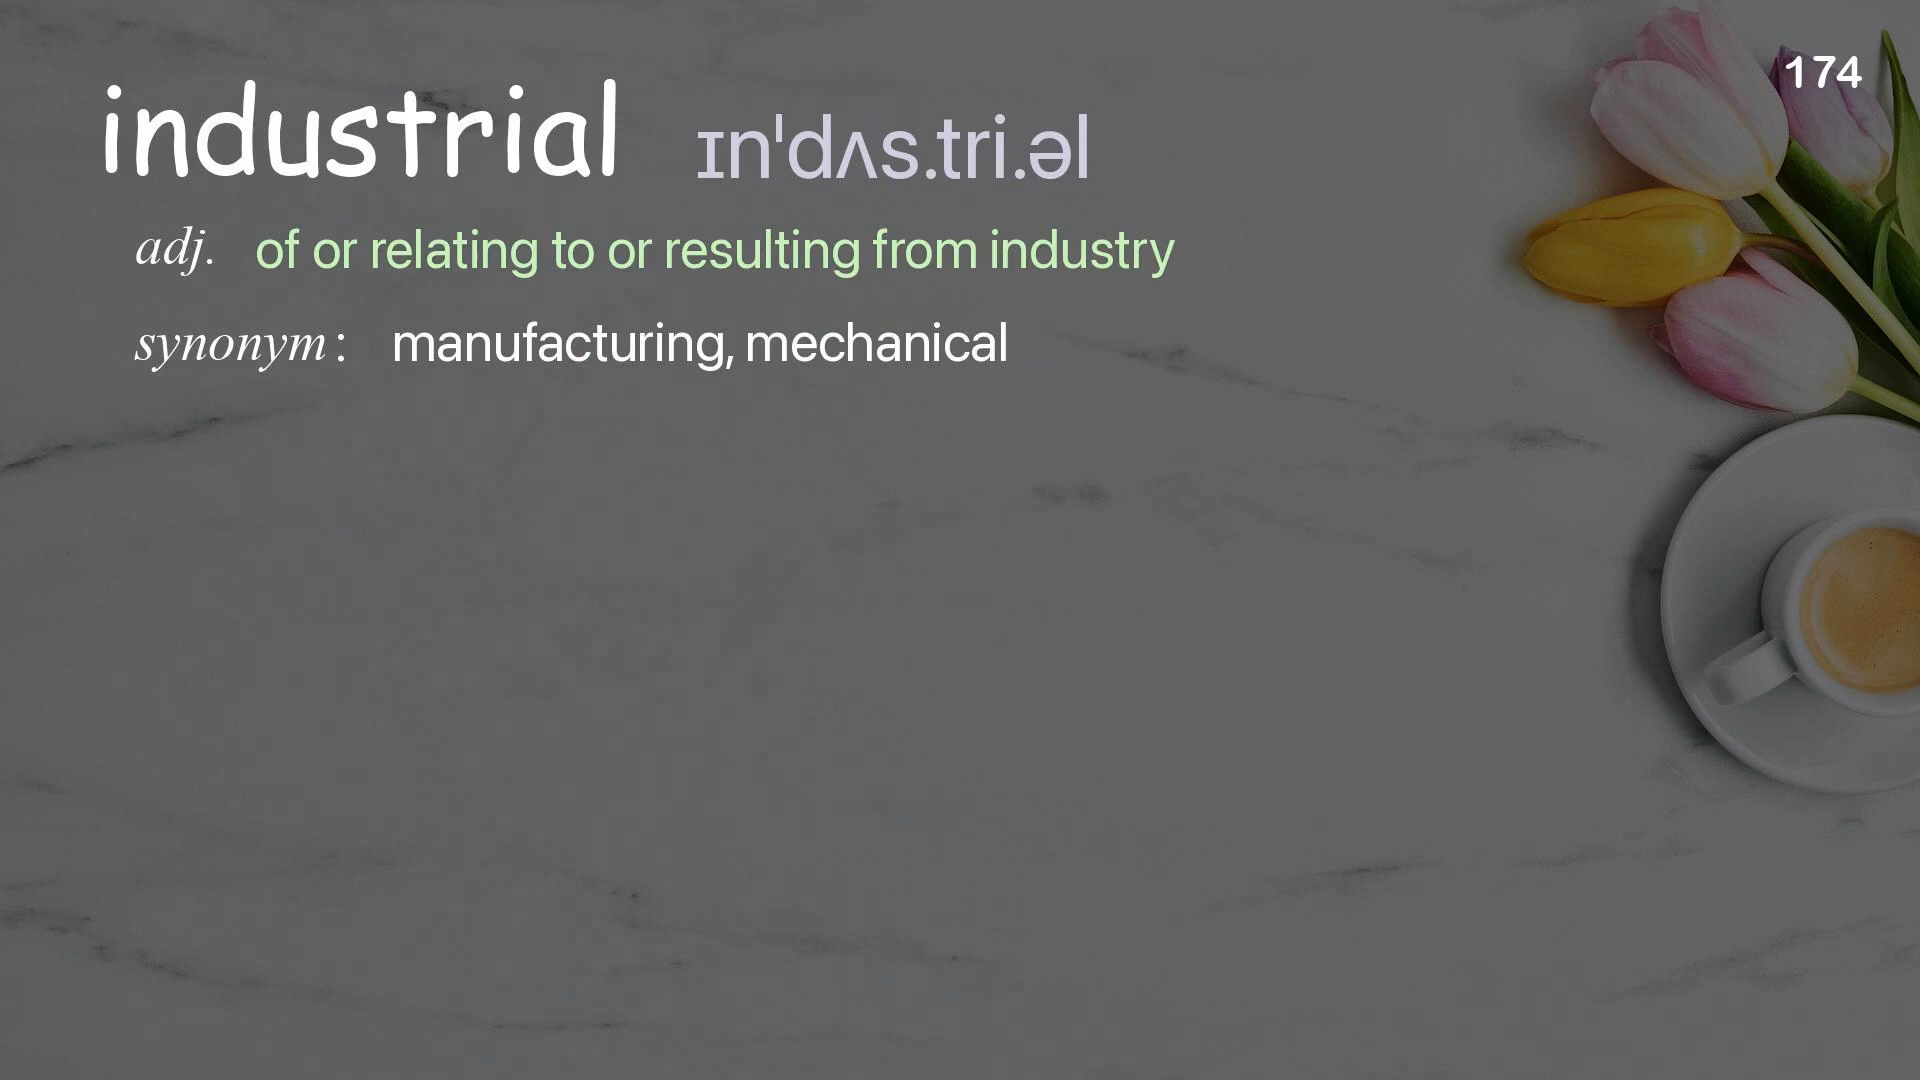 174
industrial ɪnˈdʌs.tri.əl
adj. of or relating to or resulting from industry
synonym : manufacturing, mechanical